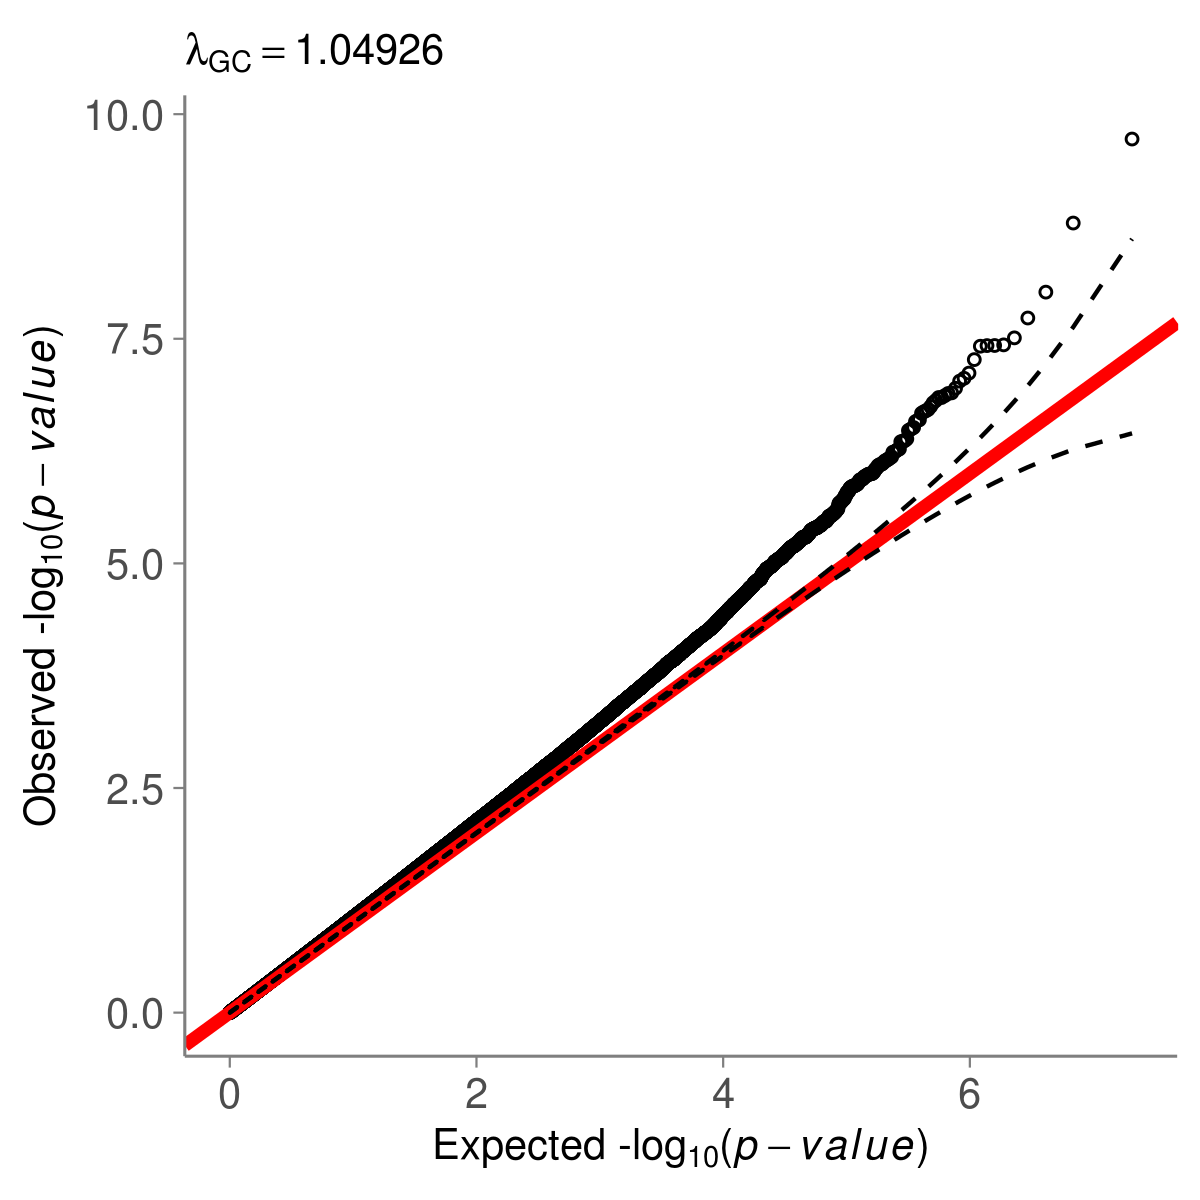 λGC = 1.04926
10.0
7.5
5.0
2.5
0.0
Observed -log10(p − value)
0 2 4 6
Expected -log10(p − value)